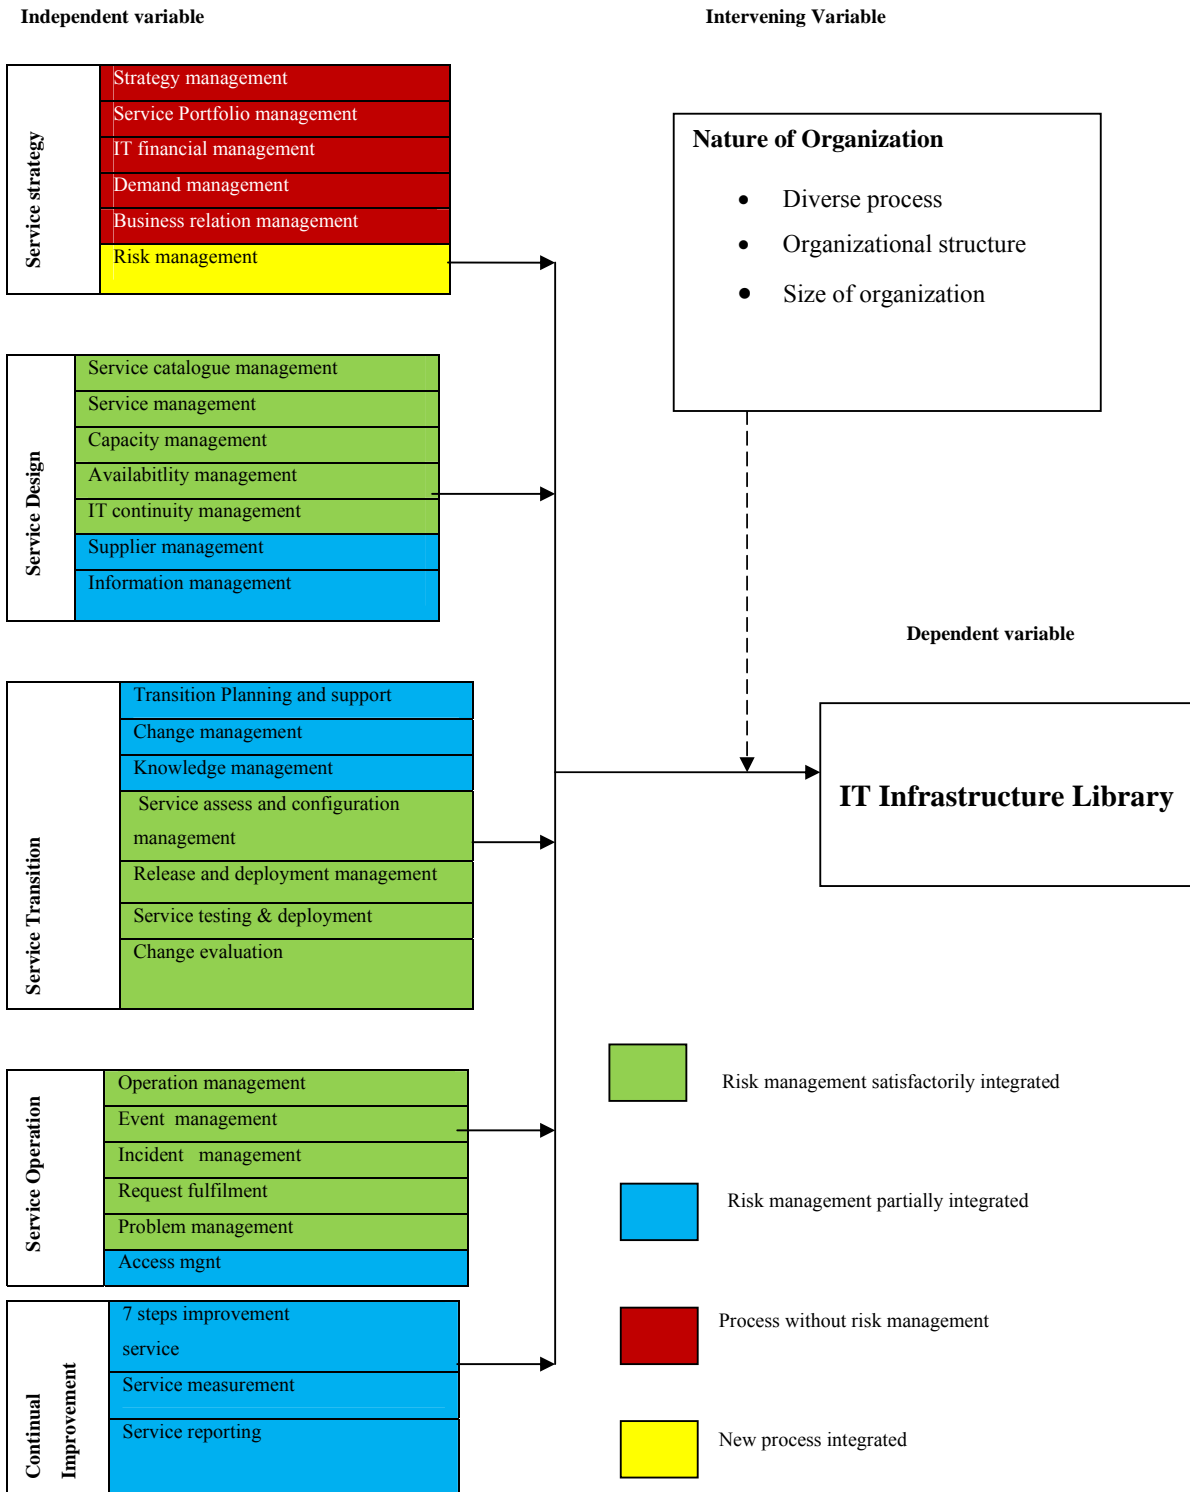 Independent variable
Intervening Variable
Service strategy
Strategy management
Service Portfolio management
IT financial management
Demand management
Business relation management
Risk management
Nature of Organization
• Diverse process
• Organizational structure
• Size of organization
Service Design
Service catalogue management
Service management
Capacity management
Availabitlity management
IT continuity management
Supplier management
Information management
Dependent variable
IT Infrastructure Library
Service Transition
Transition Planning and support
Change management
Knowledge management
Service assess and configuration
management
Release and deployment management
Service testing & deployment
Change evaluation
Service Operation
Operation management
Event management
Incident management
Request fulfilment
Problem management
Access mgnt
Continual
Improvement
7 steps improvement
service
Service measurement
Service reporting
Risk management satisfactorily integrated
Risk management partially integrated
Process without risk management
New process integrated